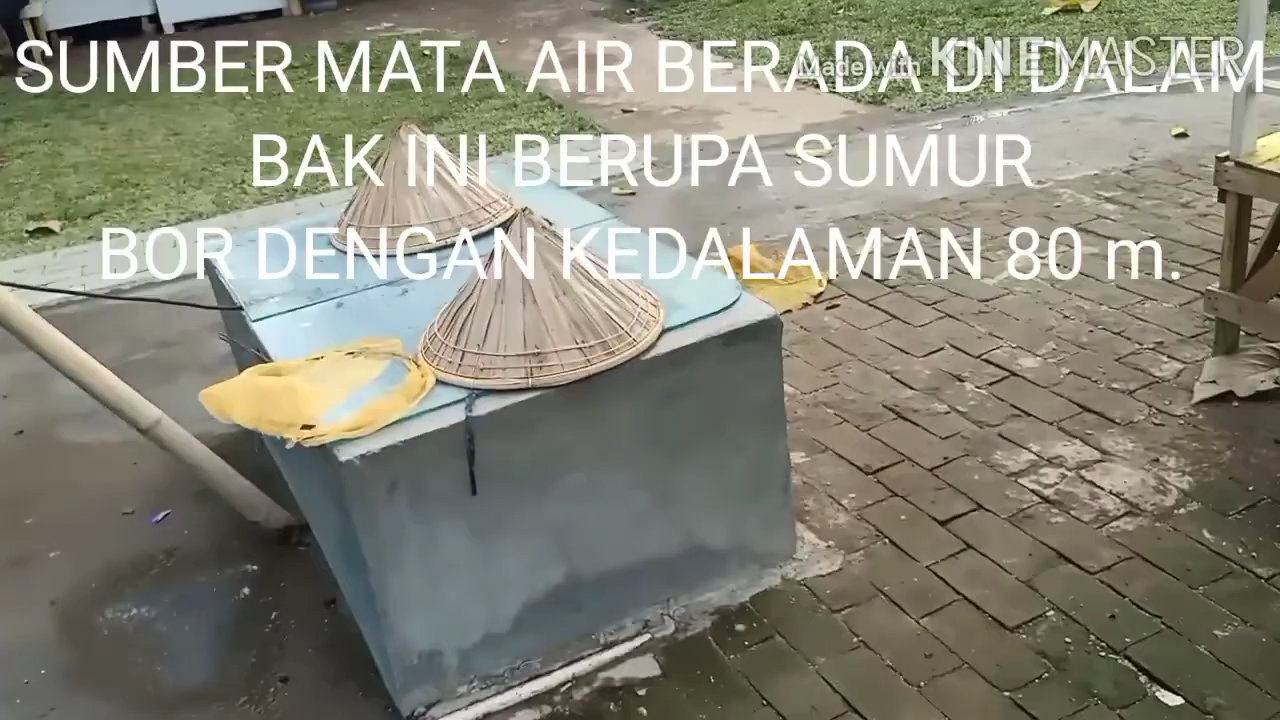 SUMBER MATA AIR BERADA DI DALAM
Made with KINEMASTER
BAK INI BERUPA SUMUR
BOR DENGAN KEDALAMAN 80 m.